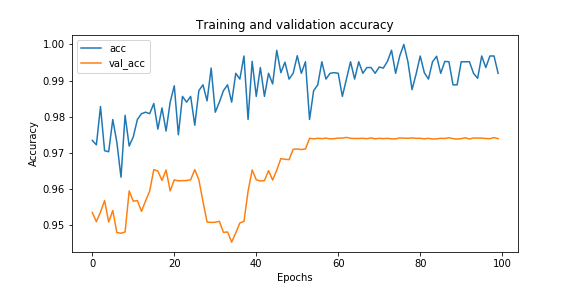 Training and validation accuracy
acc
val_acc
1.00
0.99
0.98
0.97
0.96
0.95
Accuracy
0 20 40 60 80 100
Epochs